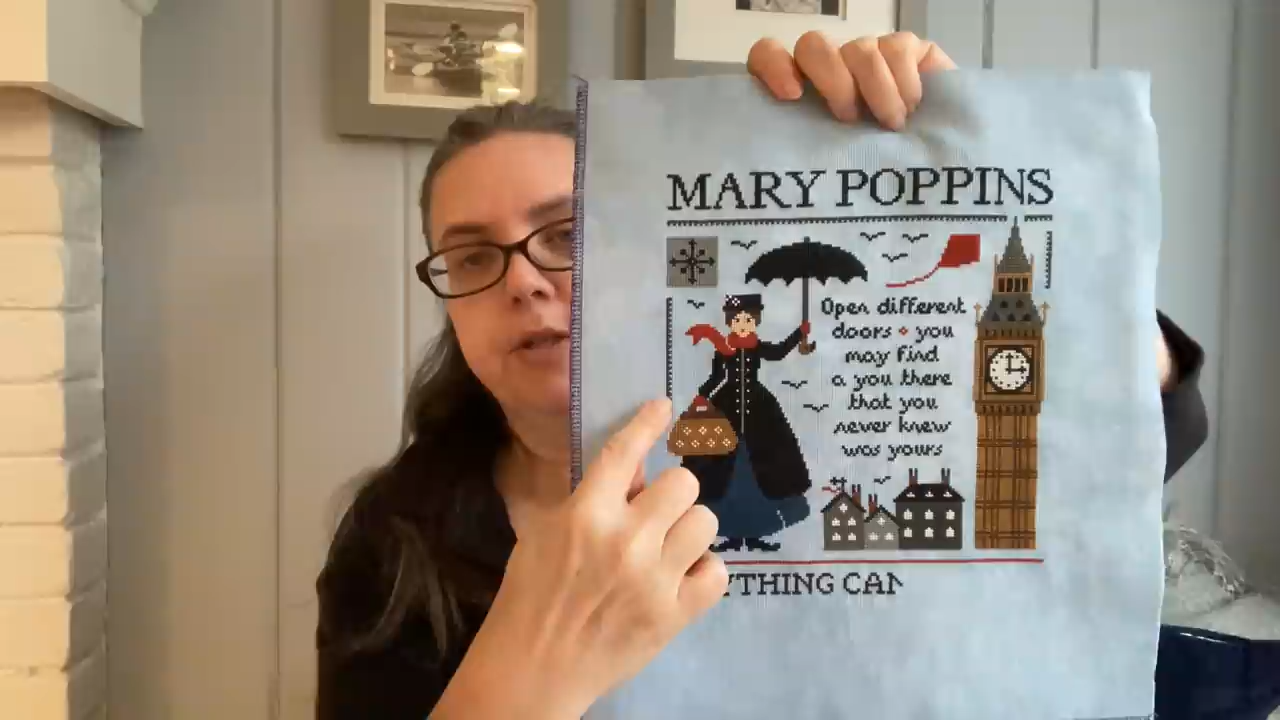 MARY POPPINS
Open different
doors you
may find
a you there
that you
never knew
was yours
YTHING CAN